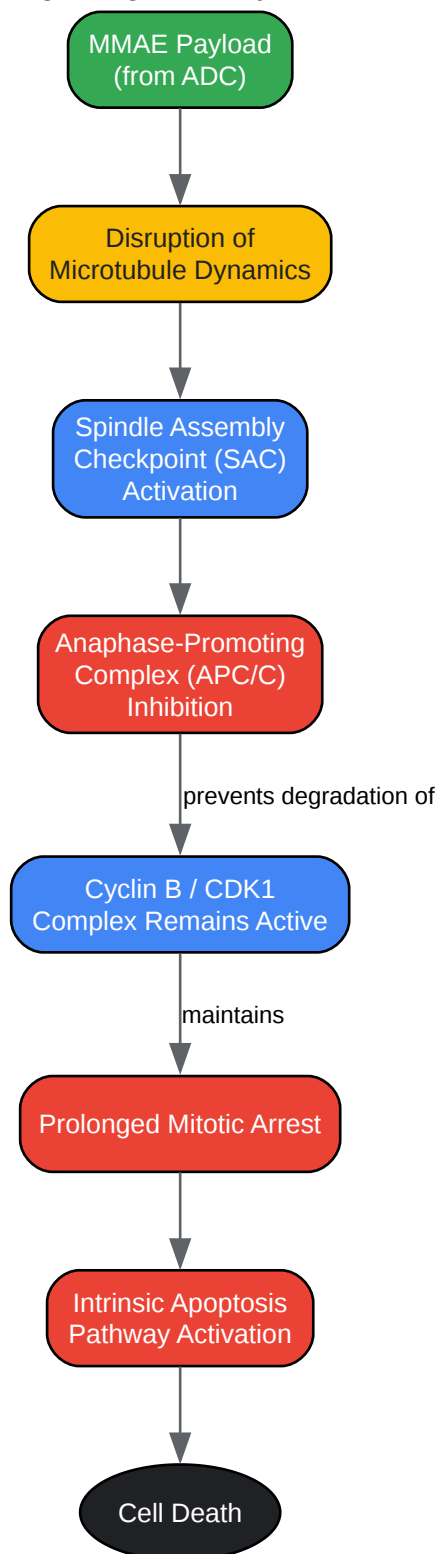 MMAE Payload
(from ADC)
Disruption of
Microtubule Dynamics
Spindle Assembly
Checkpoint (SAC)
Activation
Anaphase-Promoting
Complex (APC/C)
Inhibition
prevents degradation of
Cyclin B / CDK1
Complex Remains Active
maintains
Prolonged Mitotic Arrest
Intrinsic Apoptosis
Pathway Activation
Cell Death